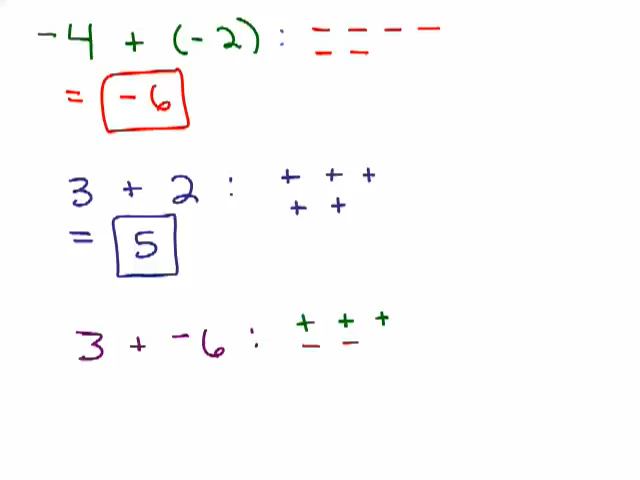 -4 + (-2) : - - - -
- -
= -6
3 + 2 : + + +
+ +
= 5
3 + -6 : + + +
- -